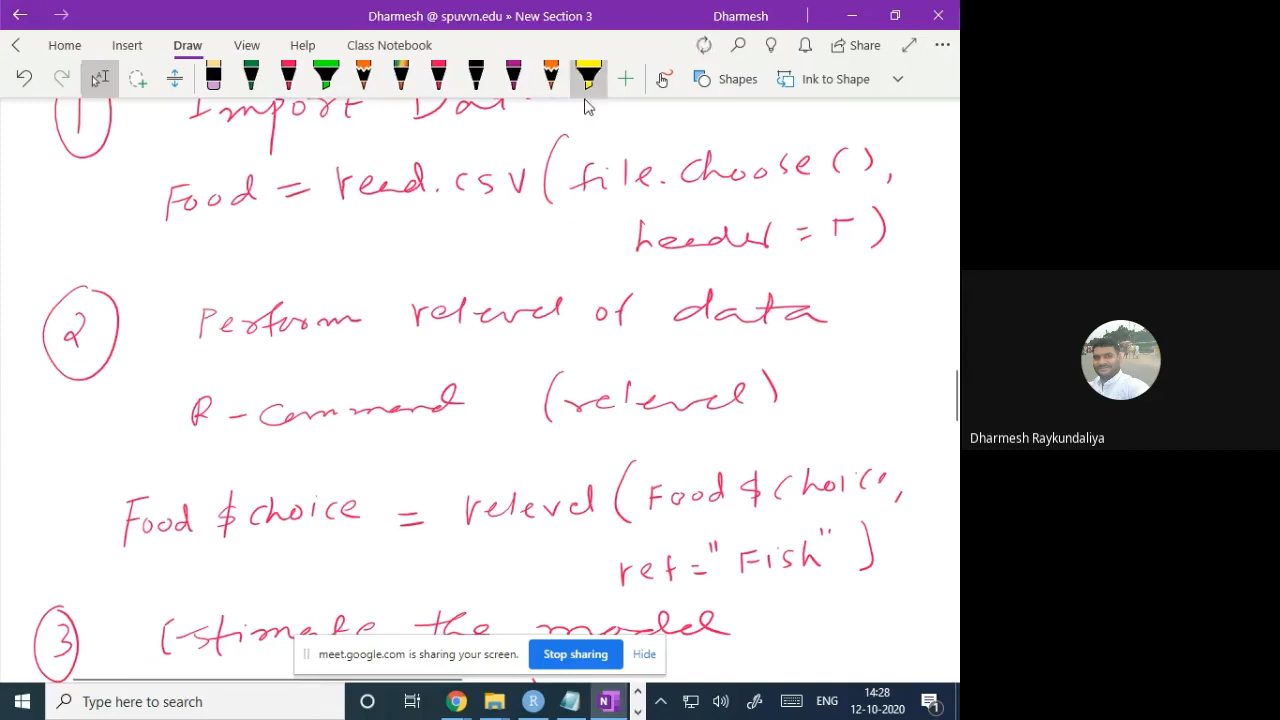 Dharmesh @ spuvvn.edu » New Section 3
Dharmesh
Home Insert Draw View Help Class Notebook
Share
Shapes
Ink to Shape
1 Import
Food = read.csv (file.choose (),
header = T)
2 Perform relevel of data
R-command (relevel)
Food $ choice = relevel (Food $ choice,
ref = "Fish")
3 Estimate the model
meet.google.com is sharing your screen.
Stop sharing
Hide
Dharmesh Raykundaliya
Type here to search
ENG
14:28
12-10-2020
1